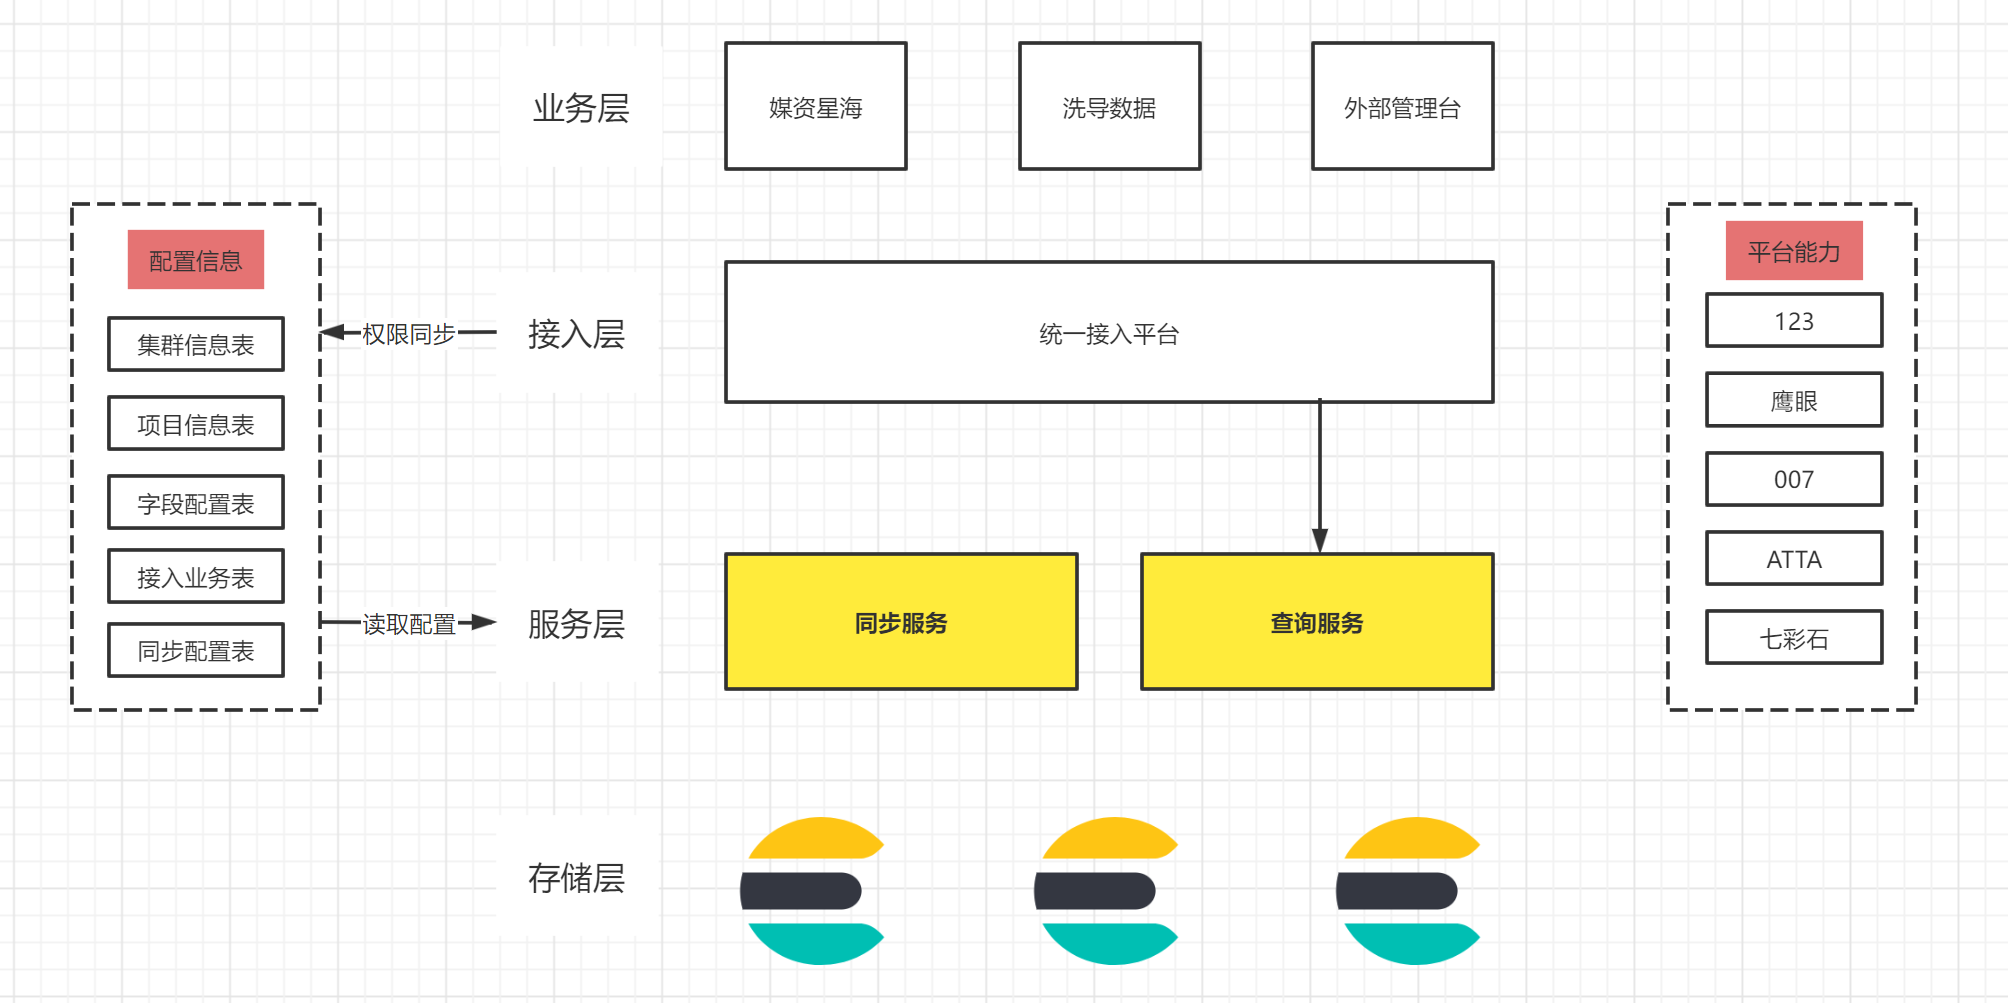 业务层
媒资星海
洗导数据
外部管理台
配置信息
集群信息表
项目信息表
字段配置表
接入业务表
同步配置表
权限同步
读取配置
接入层
统一接入平台
服务层
同步服务
查询服务
存储层
平台能力
123
鹰眼
007
ATTA
七彩石